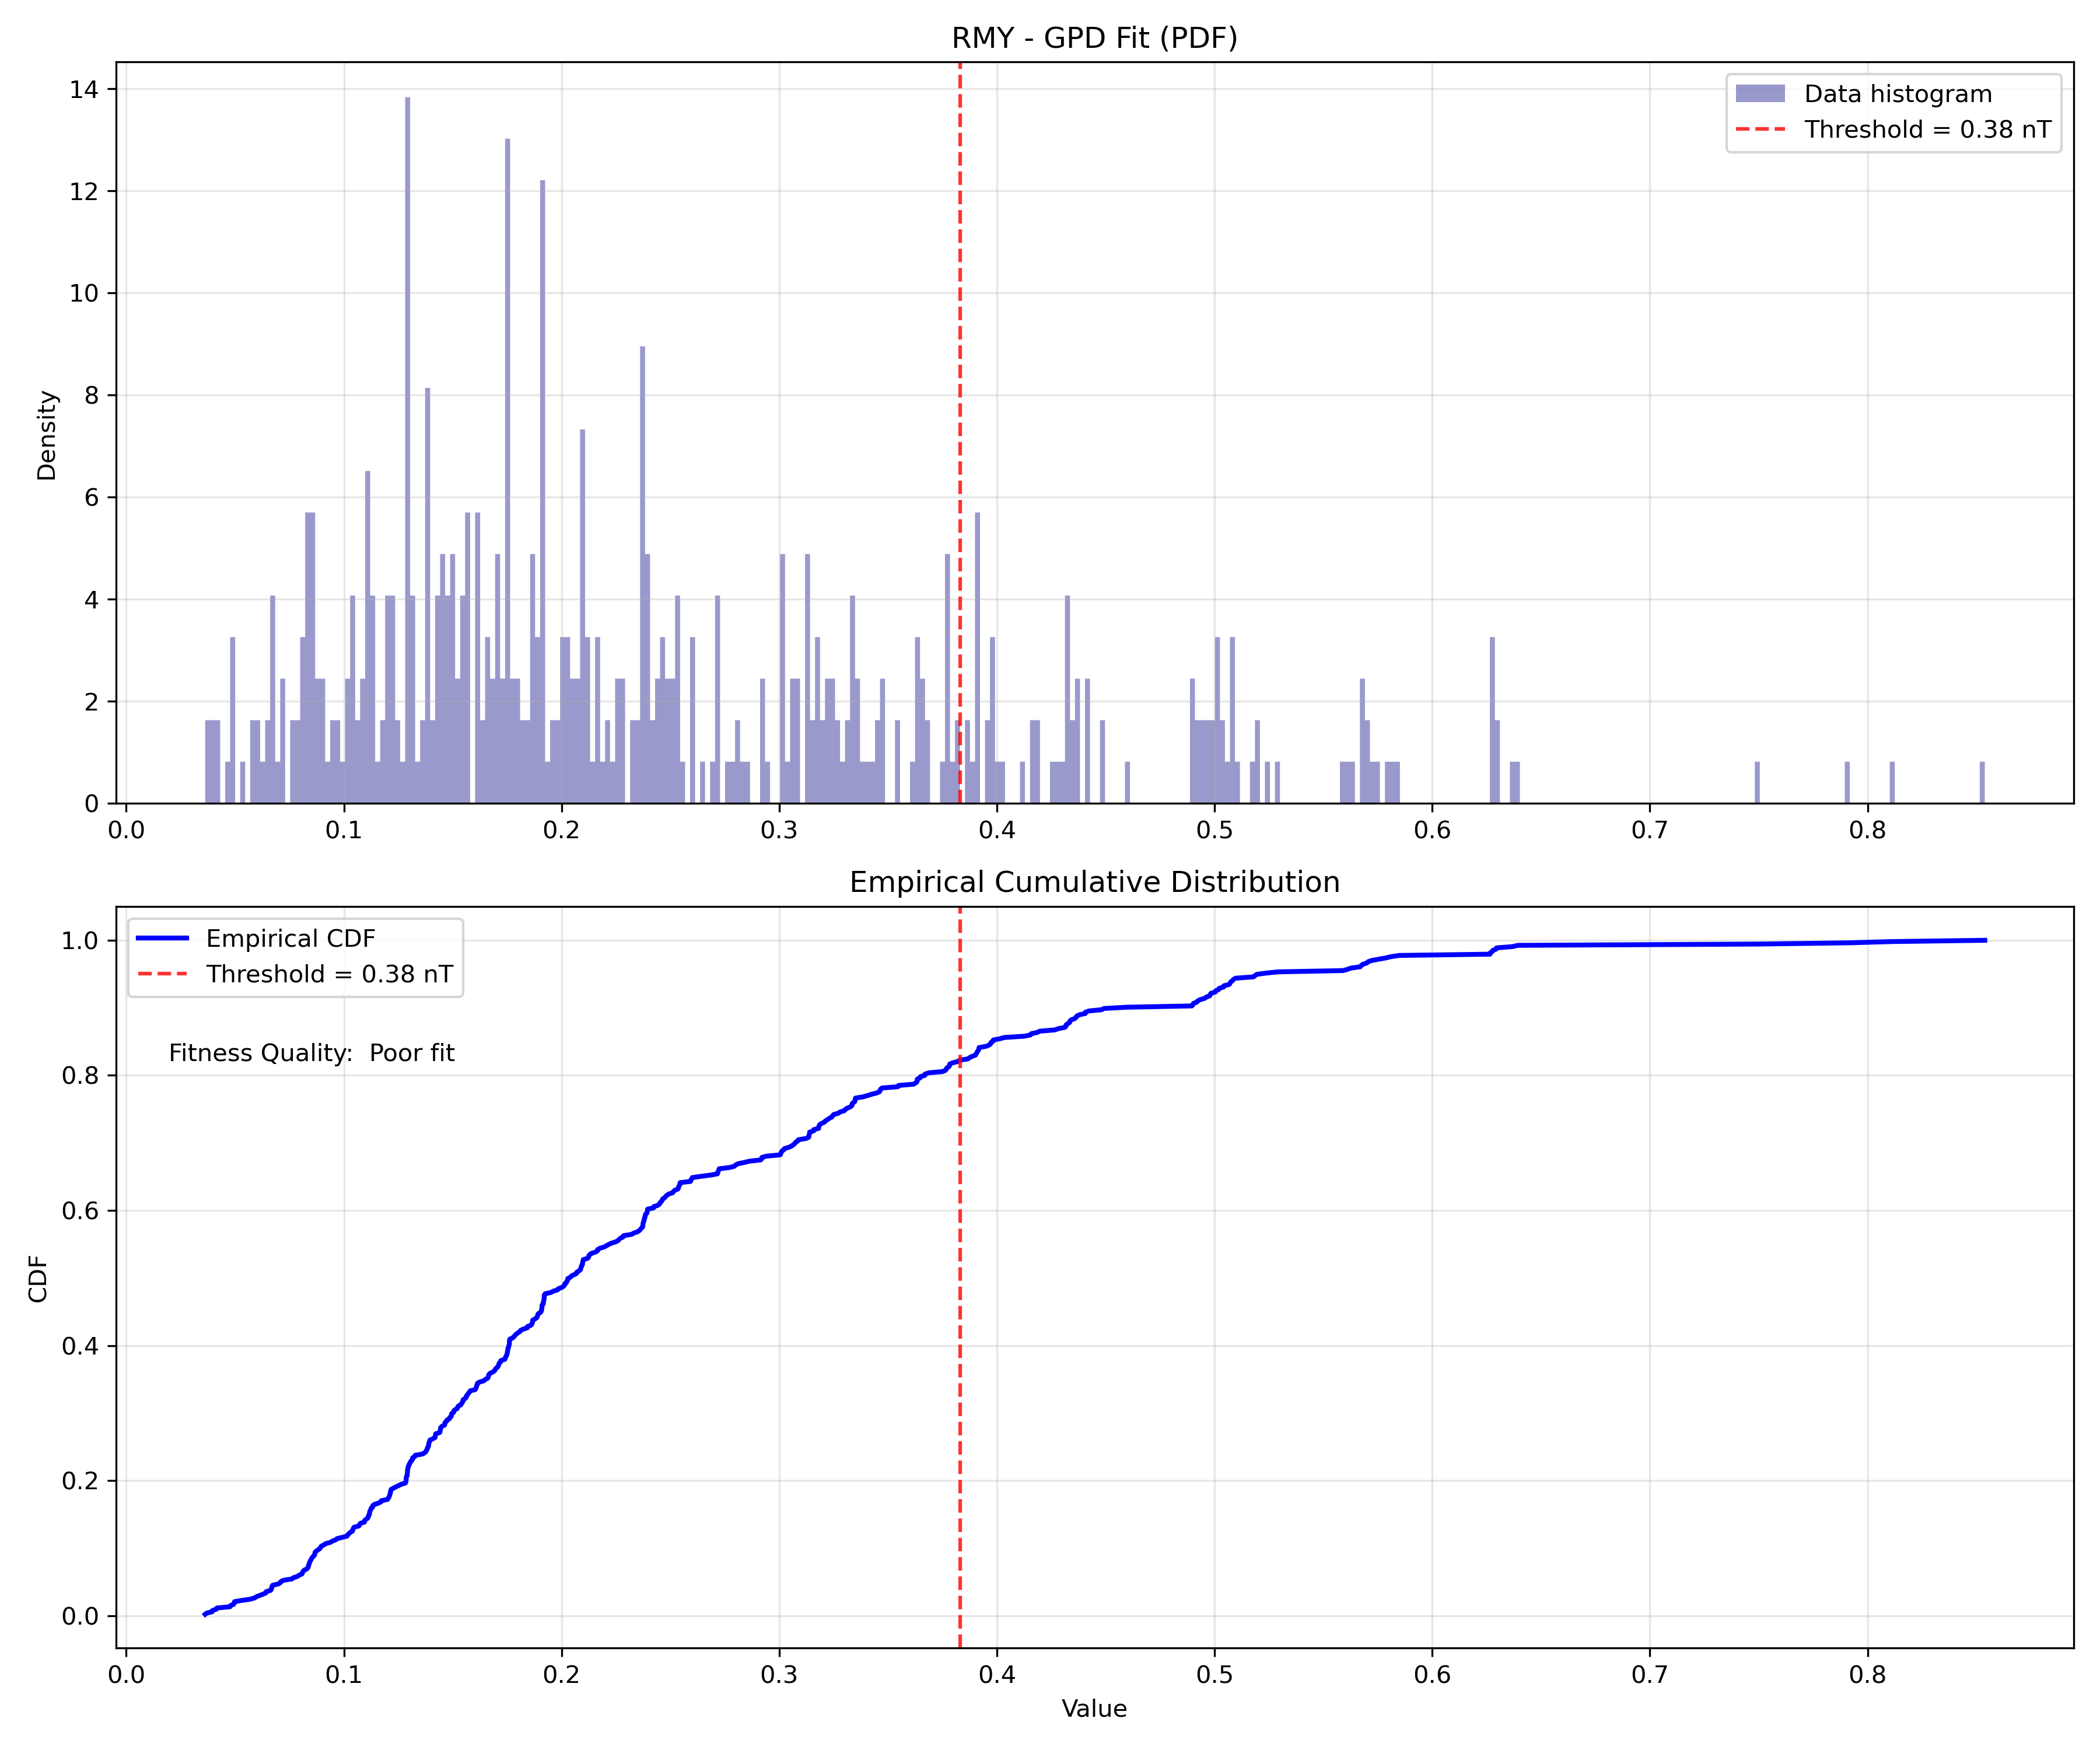 RMY - GPD Fit (PDF)
Density
14
12
10
8
6
4
2
0
Data histogram
Threshold = 0.38 nT
0.0 0.1 0.2 0.3 0.4 0.5 0.6 0.7 0.8
Empirical Cumulative Distribution
CDF
1.0
0.8
0.6
0.4
0.2
0.0
Empirical CDF
Threshold = 0.38 nT
Fitness Quality:  Poor fit
0.0 0.1 0.2 0.3 0.4 0.5 0.6 0.7 0.8
Value